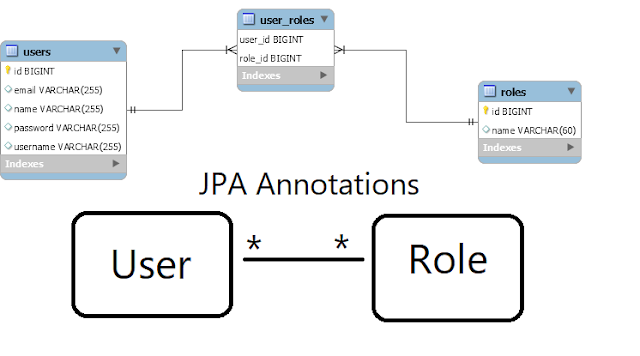 users
id BIGINT
email VARCHAR(255)
name VARCHAR(255)
password VARCHAR(255)
username VARCHAR(255)
Indexes
user_roles
user_id BIGINT
role_id BIGINT
Indexes
roles
id BIGINT
name VARCHAR(60)
Indexes
JPA Annotations
User
* *
Role